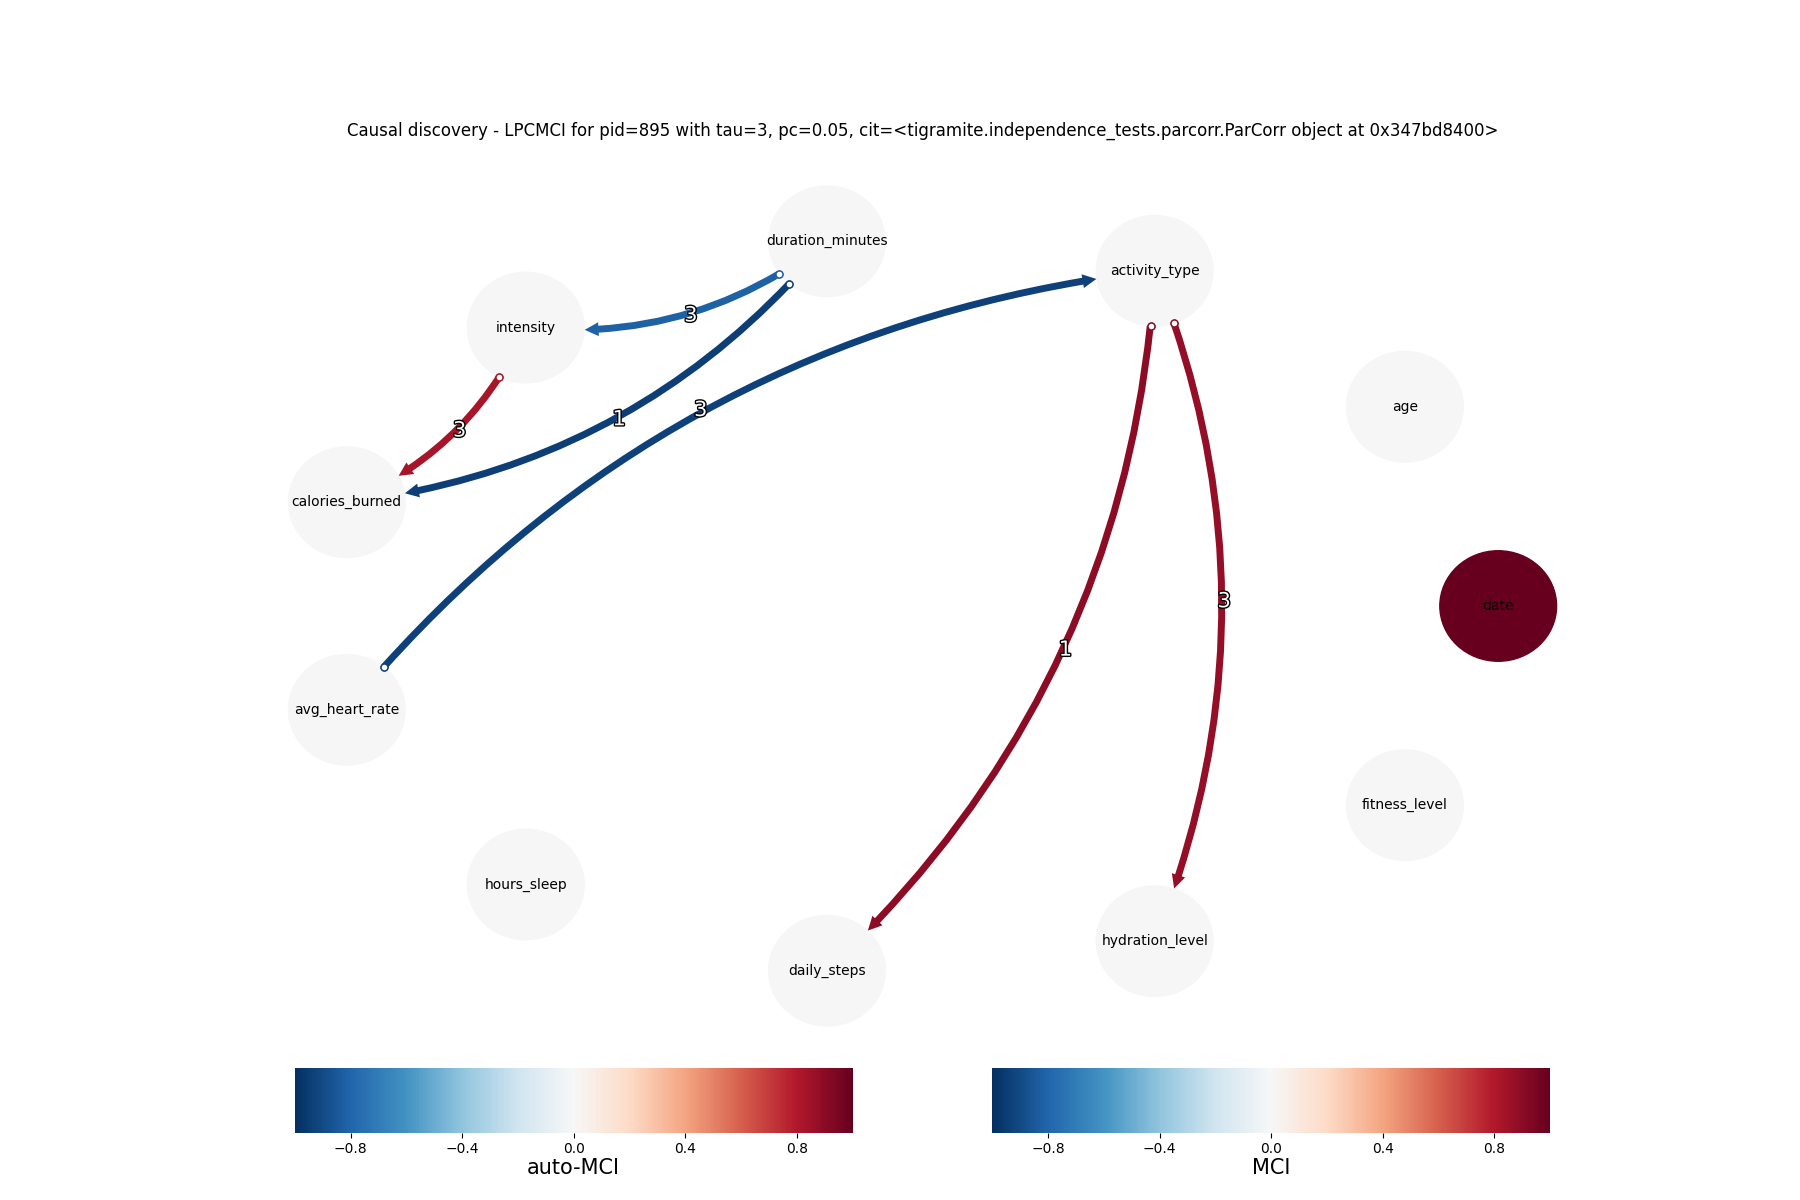 Causal discovery - LPCMCI for pid=895 with tau=3, pc=0.05, cit=<tigramite.independence_tests.parcorr.ParCorr object at 0x347bd8400>
duration_minutes
activity_type
intensity
3
age
3
1
3
calories_burned
3
date
1
avg_heart_rate
fitness_level
hours_sleep
hydration_level
daily_steps
−0.8 −0.4 0.0 0.4 0.8
auto-MCI
−0.8 −0.4 0.0 0.4 0.8
MCI